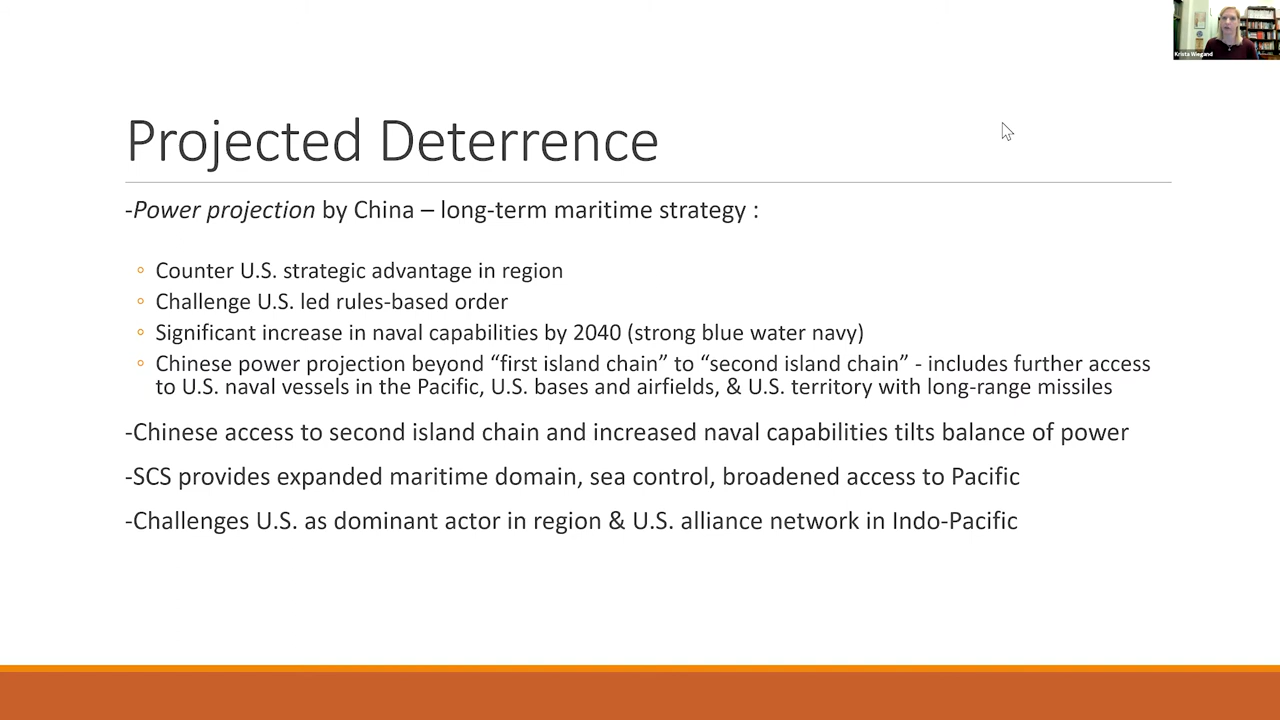 Krista Wiegand
Projected Deterrence
-Power projection by China – long-term maritime strategy :
◦ Counter U.S. strategic advantage in region
◦ Challenge U.S. led rules-based order
◦ Significant increase in naval capabilities by 2040 (strong blue water navy)
◦ Chinese power projection beyond “first island chain” to “second island chain” - includes further access
to U.S. naval vessels in the Pacific, U.S. bases and airfields, & U.S. territory with long-range missiles
-Chinese access to second island chain and increased naval capabilities tilts balance of power
-SCS provides expanded maritime domain, sea control, broadened access to Pacific
-Challenges U.S. as dominant actor in region & U.S. alliance network in Indo-Pacific